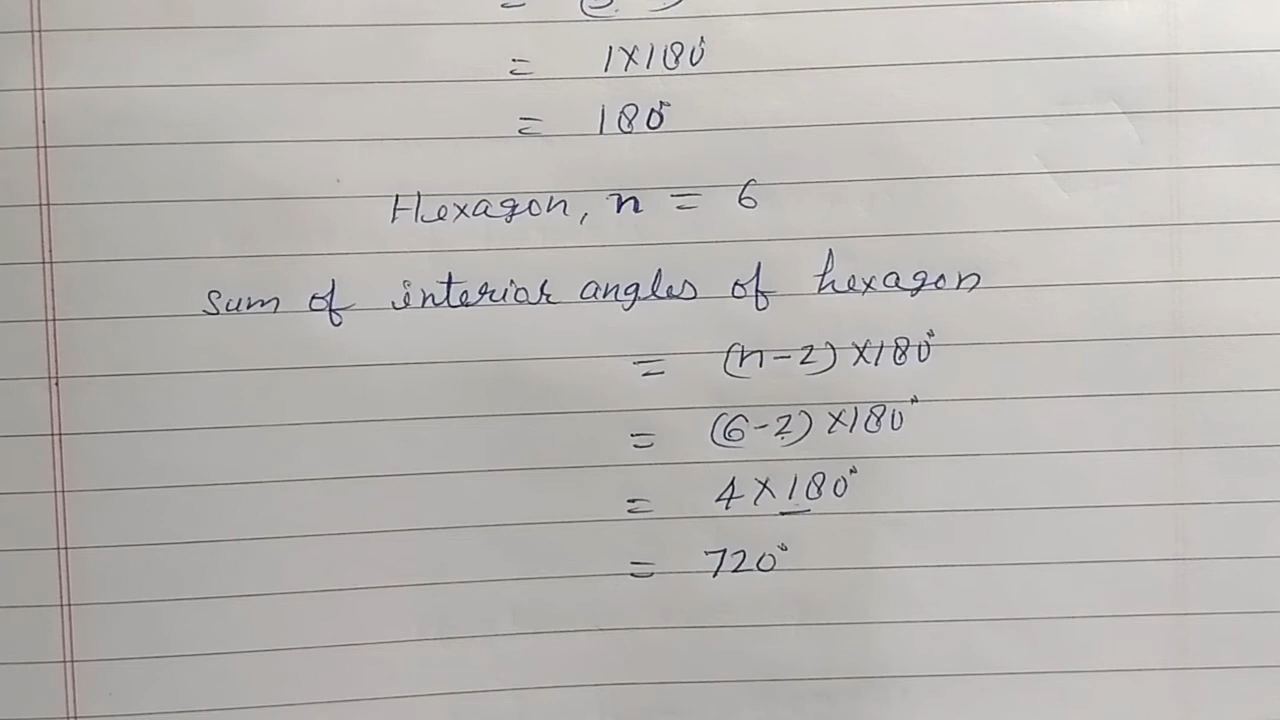 = 1×180°
= 180°
Hexagon, n = 6
Sum of interior angles of hexagon
= (n-2) ×180°
= (6-2) ×180°
= 4×180°
= 720°